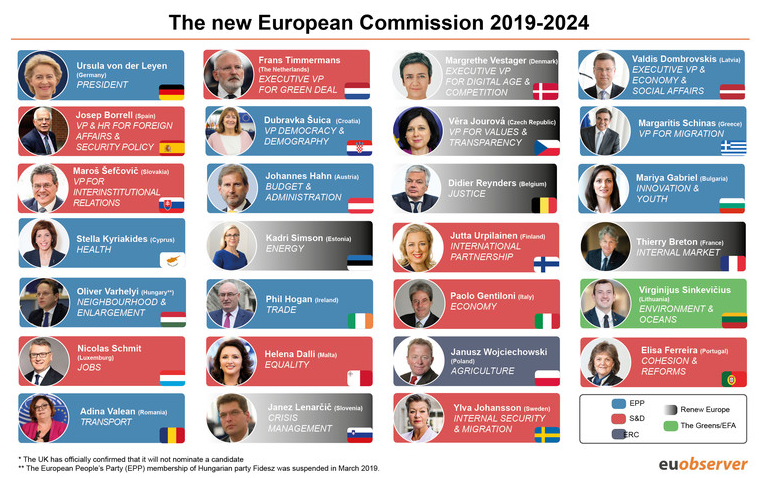 The new European Commission 2019-2024
Ursula von der Leyen
(Germany)
PRESIDENT
Frans Timmermans
(The Netherlands)
EXECUTIVE VP
FOR GREEN DEAL
Margrethe Vestager (Denmark)
EXECUTIVE VP
FOR DIGITAL AGE &
COMPETITION
Valdis Dombrovskis (Latvia)
EXECUTIVE VP &
ECONOMY &
SOCIAL AFFAIRS
Josep Borrell (Spain)
VP & HR FOR FOREIGN
AFFAIRS &
SECURITY POLICY
Dubravka Šuica (Croatia)
VP DEMOCRACY &
DEMOGRAPHY
Věra Jourová (Czech Republic)
VP FOR VALUES &
TRANSPARENCY
Margaritis Schinas (Greece)
VP FOR MIGRATION
Maroš Šefčovič (Slovakia)
VP FOR
INTERINSTITUTIONAL
RELATIONS
Johannes Hahn (Austria)
BUDGET &
ADMINISTRATION
Didier Reynders (Belgium)
JUSTICE
Mariya Gabriel (Bulgaria)
INNOVATION &
YOUTH
Stella Kyriakides (Cyprus)
HEALTH
Kadri Simson (Estonia)
ENERGY
Jutta Urpilainen (Finland)
INTERNATIONAL
PARTNERSHIP
Thierry Breton (France)
INTERNAL MARKET
Oliver Varhelyi (Hungary**)
NEIGHBOURHOOD &
ENLARGEMENT
Phil Hogan (Ireland)
TRADE
Paolo Gentiloni (Italy)
ECONOMY
Virginijus Sinkevičius
(Lithuania)
ENVIRONMENT &
OCEANS
Nicolas Schmit
(Luxembourg)
JOBS
Helena Dalli (Malta)
EQUALITY
Janusz Wojciechowski
(Poland)
AGRICULTURE
Elisa Ferreira (Portugal)
COHESION &
REFORMS
Adina Valean (Romania)
TRANSPORT
Janez Lenarčič (Slovenia)
CRISIS
MANAGEMENT
Ylva Johansson (Sweden)
INTERNAL SECURITY
& MIGRATION
EPP
S&D
ERC
Renew Europe
The Greens/EFA
* The UK has officially confirmed that it will not nominate a candidate
** The European People's Party (EPP) membership of Hungarian party Fidesz was suspended in March 2019.
euobserver